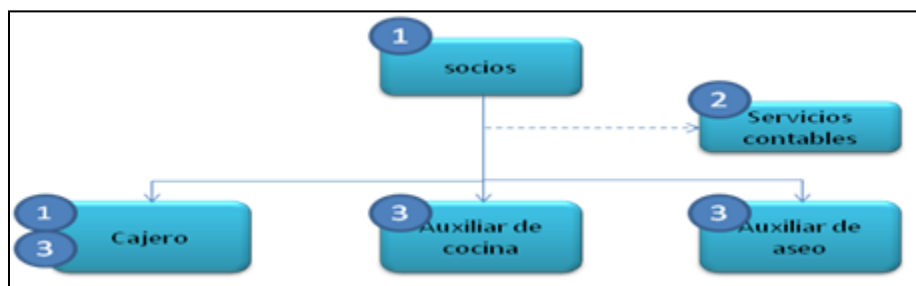 1
socios
2
Servicios
contables
1
3
Cajero
3
Auxiliar de
cocina
3
Auxiliar de
aseo